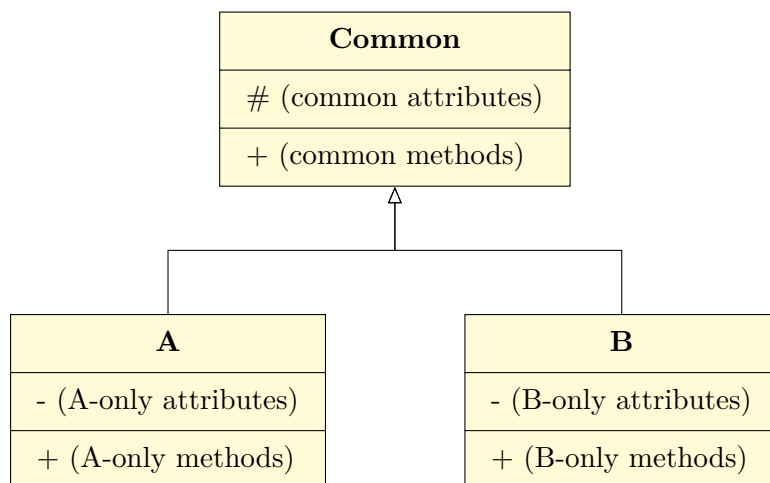 Common
# (common attributes)
+ (common methods)
A
- (A-only attributes)
+ (A-only methods)
B
- (B-only attributes)
+ (B-only methods)